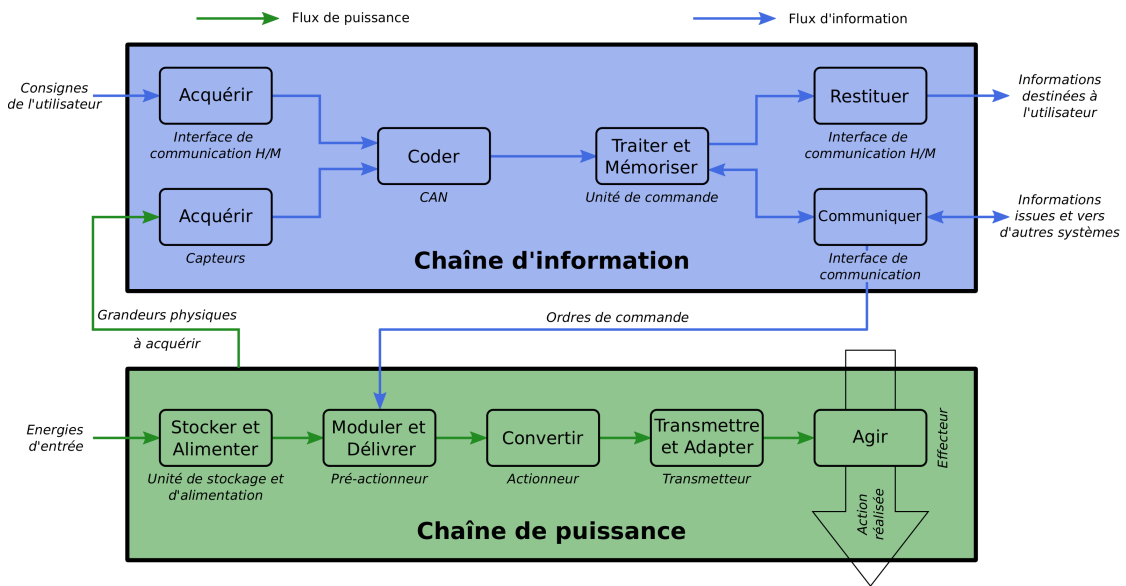 Flux de puissance
Flux d'information
Consignes
de l'utilisateur
Acquérir
Interface de
communication H/M
Acquérir
Capteurs
Coder
CAN
Traiter et
Mémoriser
Unité de commande
Restituer
Interface de
communication H/M
Informations
destinées à
l'utilisateur
Communiquer
Interface de
communication
Informations
issues et vers
d'autres systèmes
Chaîne d'information
Grandeurs physiques
à acquérir
Ordres de commande
Energies
d'entrée
Stocker et
Alimenter
Unité de stockage et
d'alimentation
Moduler et
Délivrer
Pré-actionneur
Convertir
Actionneur
Transmettre
et Adapter
Transmetteur
Agir
Effecteur
Action
réalisée
Chaîne de puissance